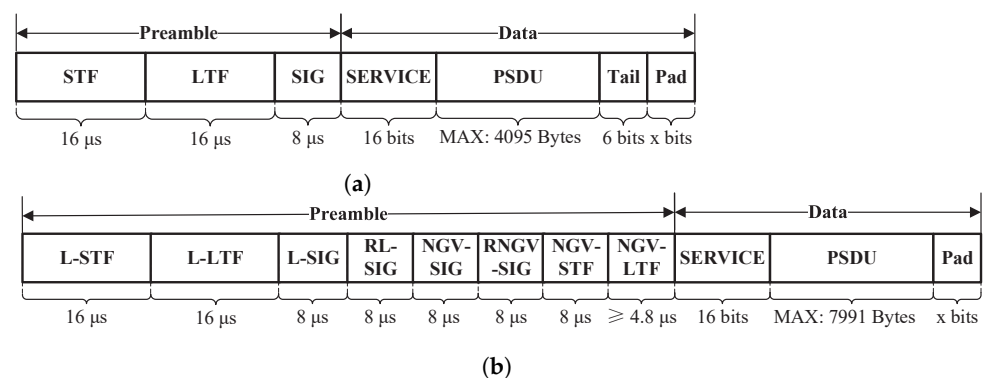 Preamble Data
STF LTF SIG SERVICE PSDU Tail Pad
16 μs 16 μs 8 μs 16 bits MAX: 4095 Bytes 6 bits x bits
(a)
Preamble Data
L-STF L-LTF L-SIG RL-SIG NGV-SIG RNGV-SIG NGV-STF NGV-LTF SERVICE PSDU Pad
16 μs 16 μs 8 μs 8 μs 8 μs 8 μs 8 μs ⩾ 4.8 μs 16 bits MAX: 7991 Bytes x bits
(b)